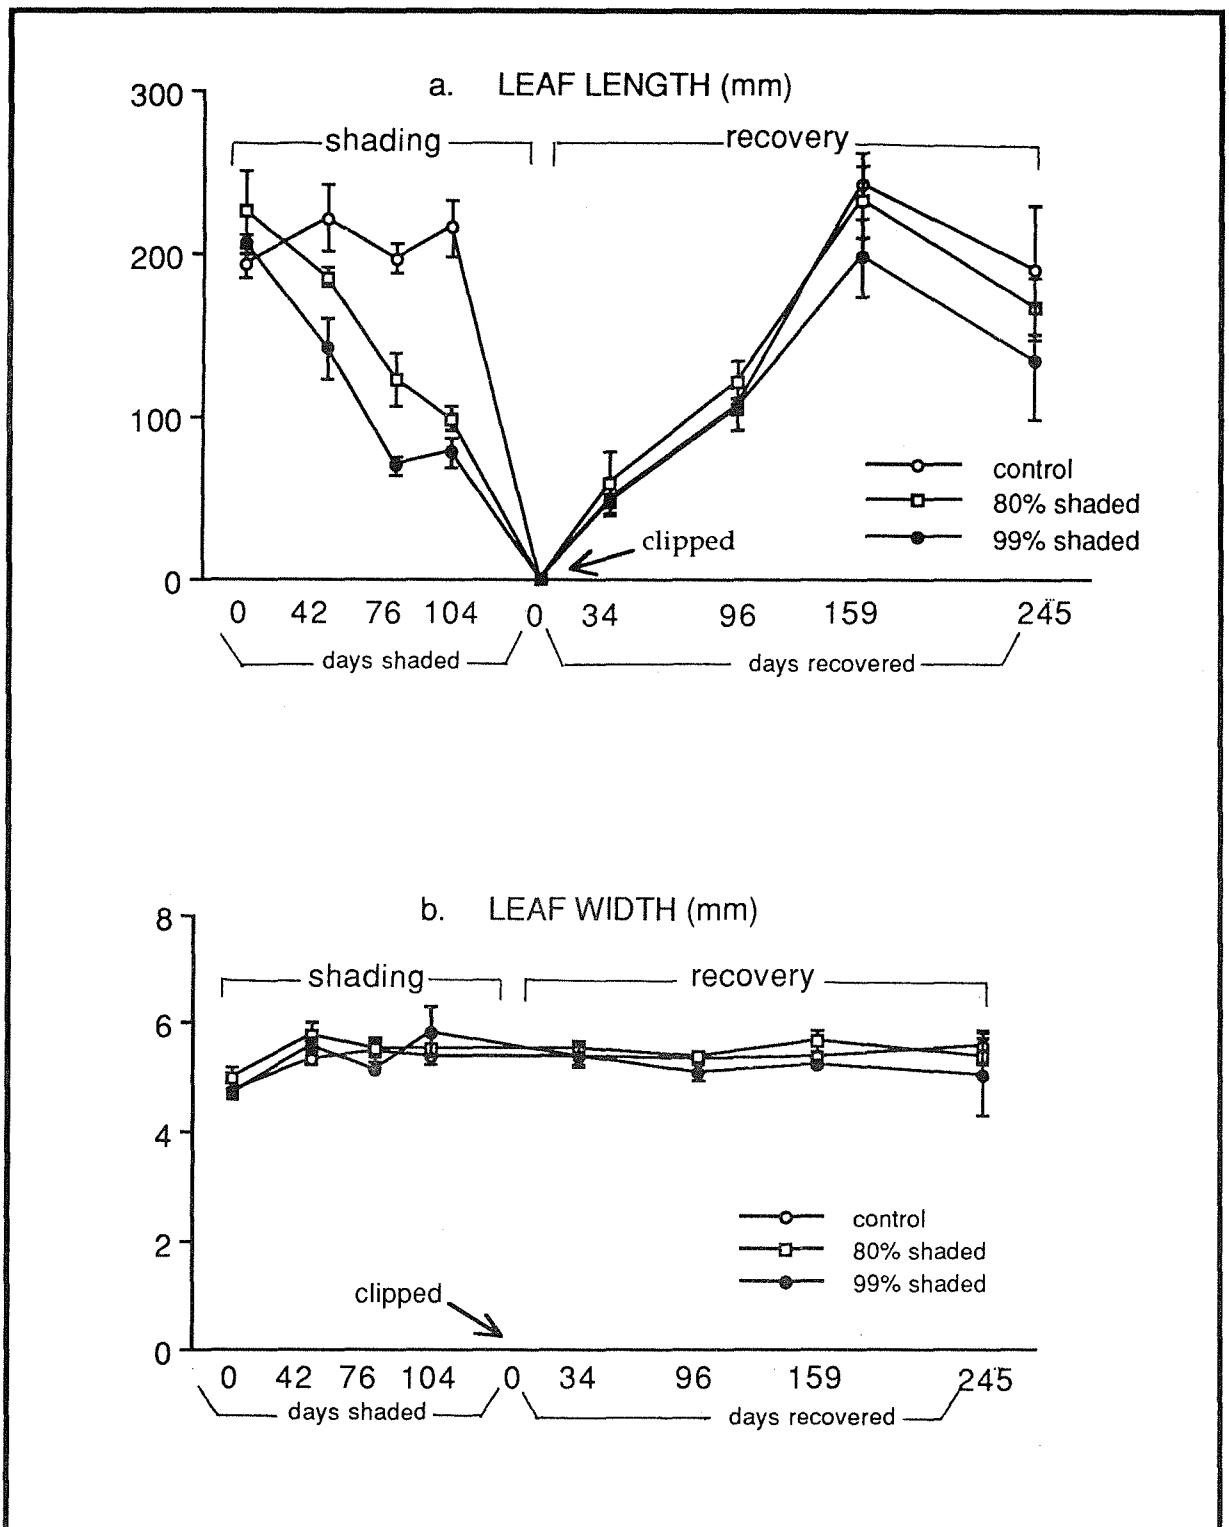 a. LEAF LENGTH (mm)
300
shading recovery
200
100
control
80% shaded
99% shaded
clipped
0
0 42 76 104 0 34 96 159 245
days shaded days recovered
b. LEAF WIDTH (mm)
8
shading recovery
6
4
control
2
80% shaded
99% shaded
clipped
0
0 42 76 104 0 34 96 159 245
days shaded days recovered